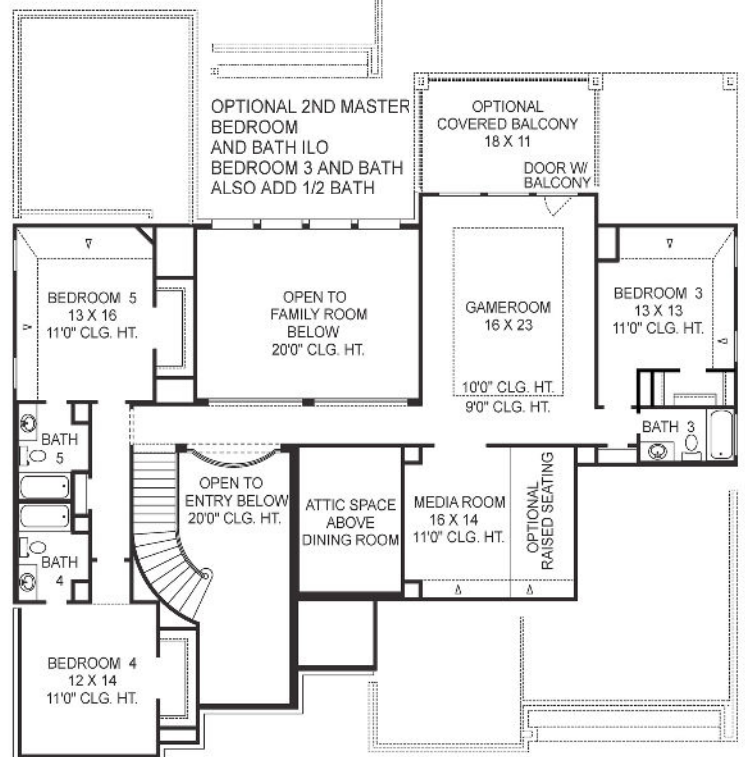 OPTIONAL 2ND MASTER
BEDROOM
AND BATH ILO
BEDROOM 3 AND BATH
ALSO ADD 1/2 BATH
OPTIONAL
COVERED BALCONY
18 X 11
DOOR W/
BALCONY
BEDROOM 5
13 X 16
11'0" CLG. HT.
OPEN TO
FAMILY ROOM
BELOW
20'0" CLG. HT.
GAMEROOM
16 X 23
10'0" CLG. HT.
9'0" CLG. HT.
BEDROOM 3
13 X 13
11'0" CLG. HT.
BATH
5
BATH 3
OPEN TO
ENTRY BELOW
20'0" CLG. HT.
ATTIC SPACE
ABOVE
DINING ROOM
MEDIA ROOM
16 X 14
11'0" CLG. HT.
OPTIONAL
RAISED SEATING
BATH
4
BEDROOM 4
12 X 14
11'0" CLG. HT.